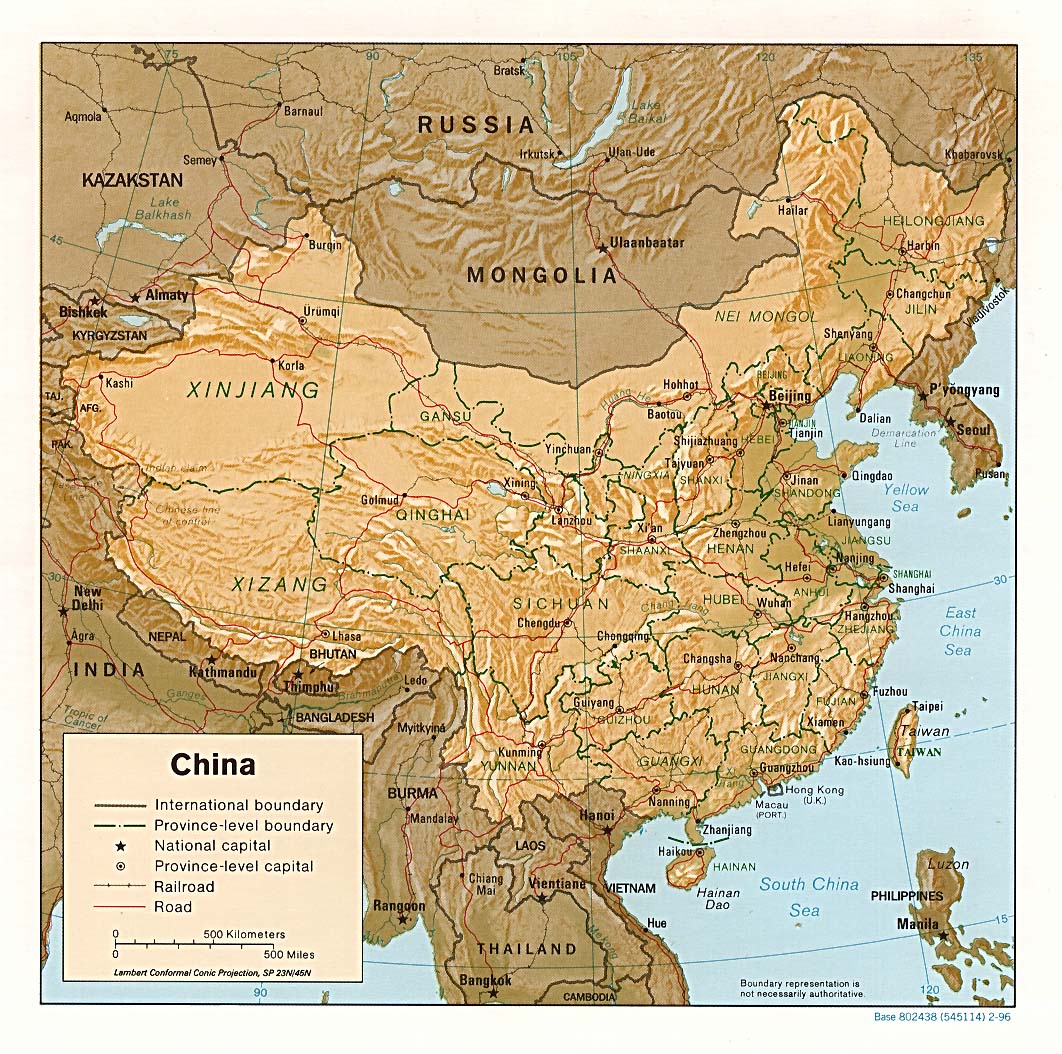 75
90
105
120
135
Bratsk
Aqmola
Barnaul
RUSSIA
Lake
Baikal
Semey
Irkutsk
Ulan-Ude
Khabarovsk
KAZAKSTAN
Lake
Balkhash
Hailar
HEILONGJIANG
45
Burqin
Ulaanbaatar
Harbin
MONGOLIA
Almaty
Bishkek
Changchun
JILIN
Vladivostok
Ürümqi
NEI MONGOL
KYRGYZSTAN
Shenyang
LIAONING
Korla
Kashi
BEIJING
XINJIANG
Hohhot
Beijing
P'yŏngyang
TAJ.
AFG.
Huang He
Baotou
GANSU
Dalian
TIANJIN
Tianjin
Seoul
Demarcation
Line
PAK.
Yinchuan
Shijiazhuang
HEBEI
Taiyuan
Indian claim
NINGXIA
SHANXI
Jinan
Qingdao
Pusan
Xining
SHANDONG
Yellow
Sea
Golmud
QINGHAI
Chinese line
of control
Lanzhou
Xi'an
Zhengzhou
Lianyungang
SHAANXI
HENAN
JIANGSU
Nanjing
Hefei
SHANGHAI
Shanghai
30
30
XIZANG
ANHUI
New
Delhi
SICHUAN
Chang Jiang
HUBEI
Wuhan
Hangzhou
ZHEJIANG
East
China
Sea
Agra
Lhasa
Chengdu
Chongqing
NEPAL
BHUTAN
Changsha
Nanchang
INDIA
Kathmandu
Thimphu
Ledo
JIANGXI
HUNAN
Ganges
Brahmaputra
Guiyang
GUIZHOU
FUJIAN
Fuzhou
Tropic of
Cancer
BANGLADESH
Myitkyina
Xiamen
Taipei
Taiwan
TAIWAN
Kunming
YUNNAN
GUANGXI
GUANGDONG
Guangzhou
Kao-hsiung
Xi
Jiang
China
International boundary
Province-level boundary
National capital
Province-level capital
Railroad
Road
0 500 Kilometers
0 500 Miles
Lambert Conformal Conic Projection, SP 23N/45N
BURMA
Mandalay
Nanning
Hong Kong
(U.K.)
Macau
(PORT.)
Hanoi
Zhanjiang
LAOS
Haikou
HAINAN
Hainan
Dao
Luzon
Chiang
Mai
Vientiane
VIETNAM
South China
Sea
PHILIPPINES
Rangoon
Hue
Manila
15
THAILAND
Mekong
Bangkok
CAMBODIA
Boundary representation is
not necessarily authoritative.
90
120
Base 802438 (545114) 2-96